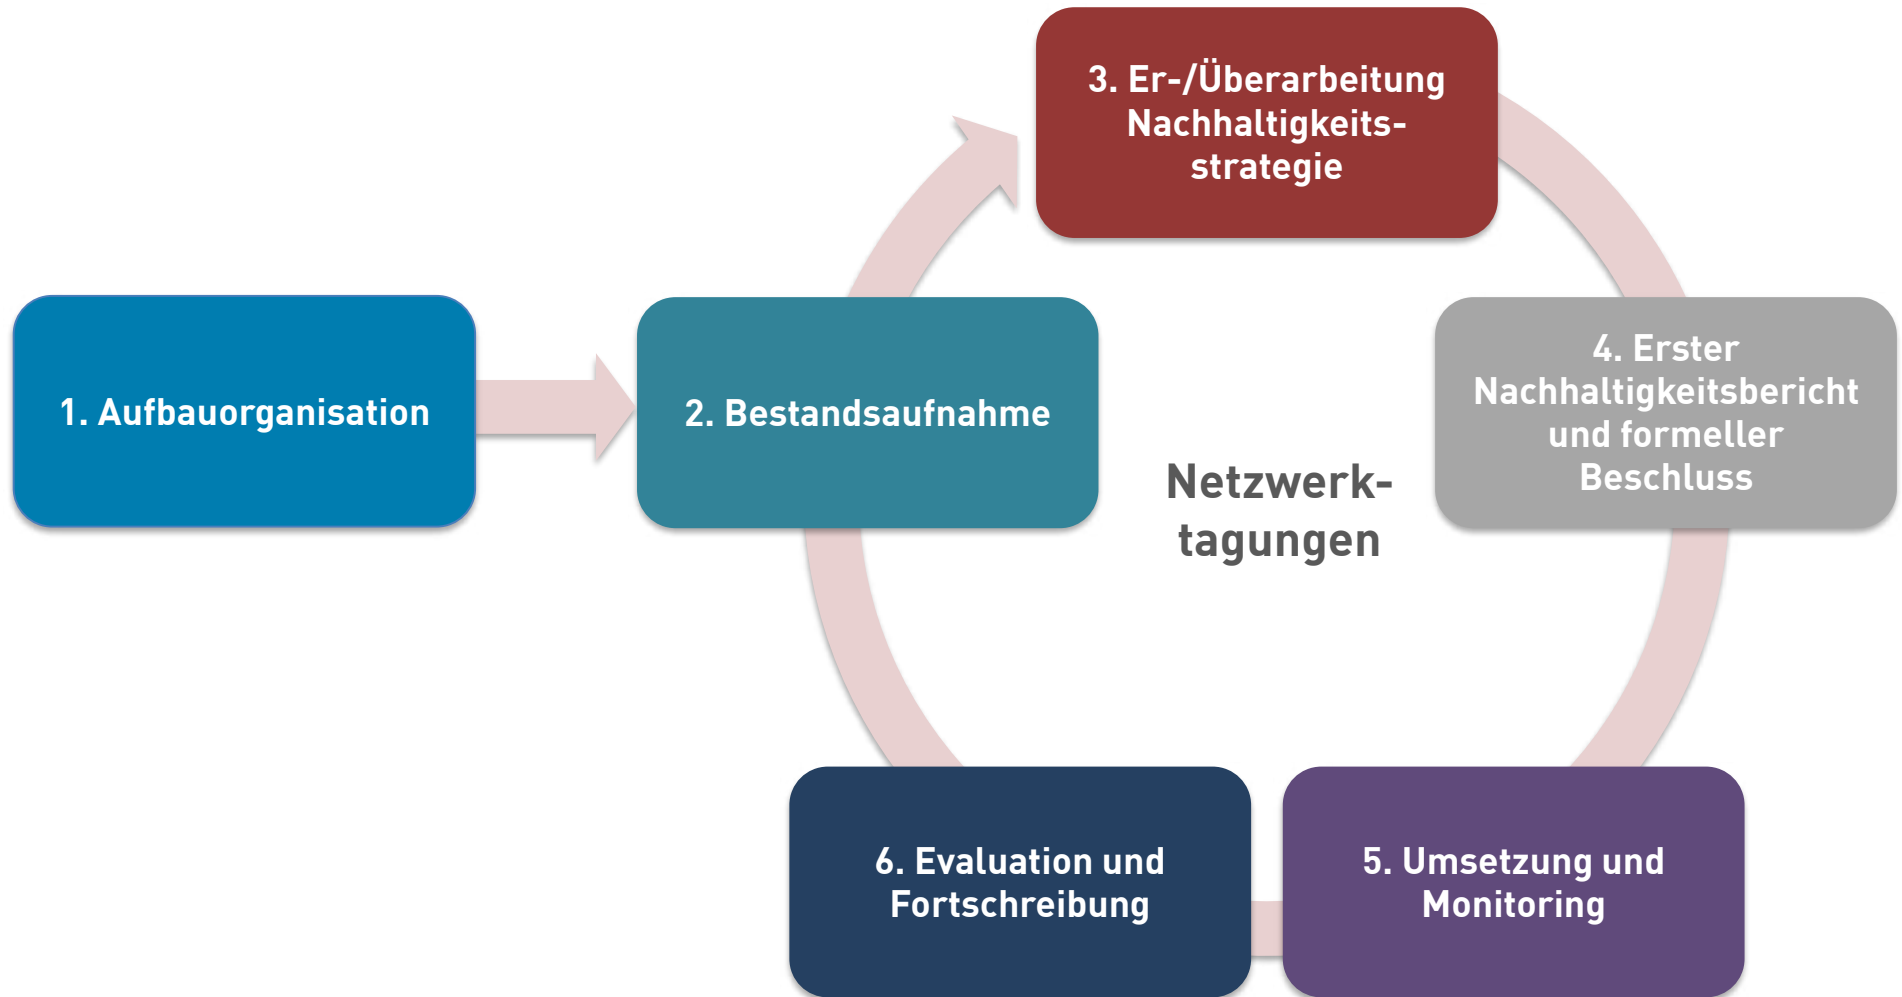 1. Aufbauorganisation
2. Bestandsaufnahme
3. Er-/Überarbeitung
Nachhaltigkeits-
strategie
4. Erster
Nachhaltigkeitsbericht
und formeller
Beschluss
5. Umsetzung und
Monitoring
6. Evaluation und
Fortschreibung
Netzwerk-
tagungen